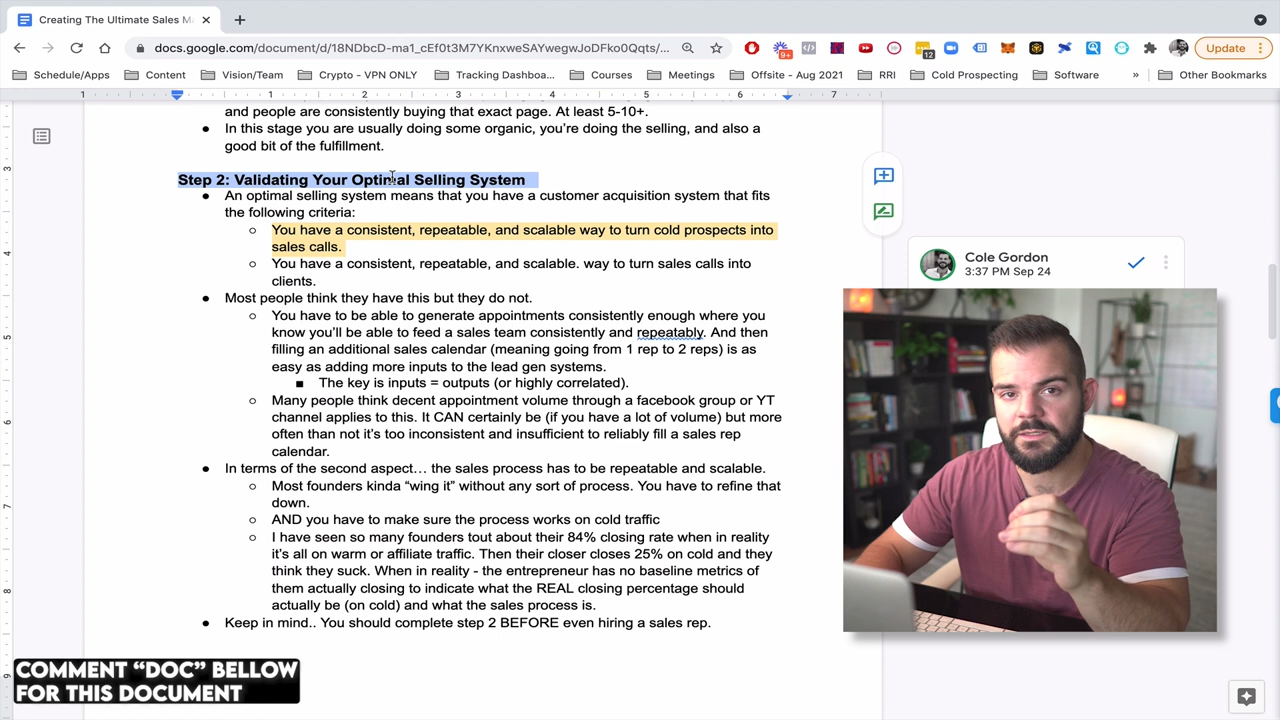 Creating The Ultimate Sales M
docs.google.com/document/d/18NDbcD-ma1_cEf0t3M7YKnxweSAYwegwJoDFko0Qqts/...
9+
12
Update
Schedule/Apps
Content
Vision/Team
Crypto - VPN ONLY
Tracking Dashboa...
Courses
Meetings
Offsite - Aug 2021
RRI
Cold Prospecting
Software
»
Other Bookmarks
1 1 2 3 4 5 6 7
and people are consistently buying that exact page. At least 5-10+.
● In this stage you are usually doing some organic, you're doing the selling, and also a
good bit of the fulfillment.
Step 2: Validating Your Optimal Selling System
● An optimal selling system means that you have a customer acquisition system that fits
the following criteria:
○ You have a consistent, repeatable, and scalable way to turn cold prospects into
sales calls.
○ You have a consistent, repeatable, and scalable. way to turn sales calls into
clients.
● Most people think they have this but they do not.
○ You have to be able to generate appointments consistently enough where you
know you'll be able to feed a sales team consistently and repeatably. And then
filling an additional sales calendar (meaning going from 1 rep to 2 reps) is as
easy as adding more inputs to the lead gen systems.
■ The key is inputs = outputs (or highly correlated).
○ Many people think decent appointment volume through a facebook group or YT
channel applies to this. It CAN certainly be (if you have a lot of volume) but more
often than not it's too inconsistent and insufficient to reliably fill a sales rep
calendar.
● In terms of the second aspect… the sales process has to be repeatable and scalable.
○ Most founders kinda “wing it” without any sort of process. You have to refine that
down.
○ AND you have to make sure the process works on cold traffic
○ I have seen so many founders tout about their 84% closing rate when in reality
it's all on warm or affiliate traffic. Then their closer closes 25% on cold and they
think they suck. When in reality - the entrepreneur has no baseline metrics of
them actually closing to indicate what the REAL closing percentage should
actually be (on cold) and what the sales process is.
● Keep in mind.. You should complete step 2 BEFORE even hiring a sales rep.
3
4
5
6
7
8
9
Cole Gordon
3:37 PM Sep 24
COMMENT “DOC” BELLOW
FOR THIS DOCUMENT